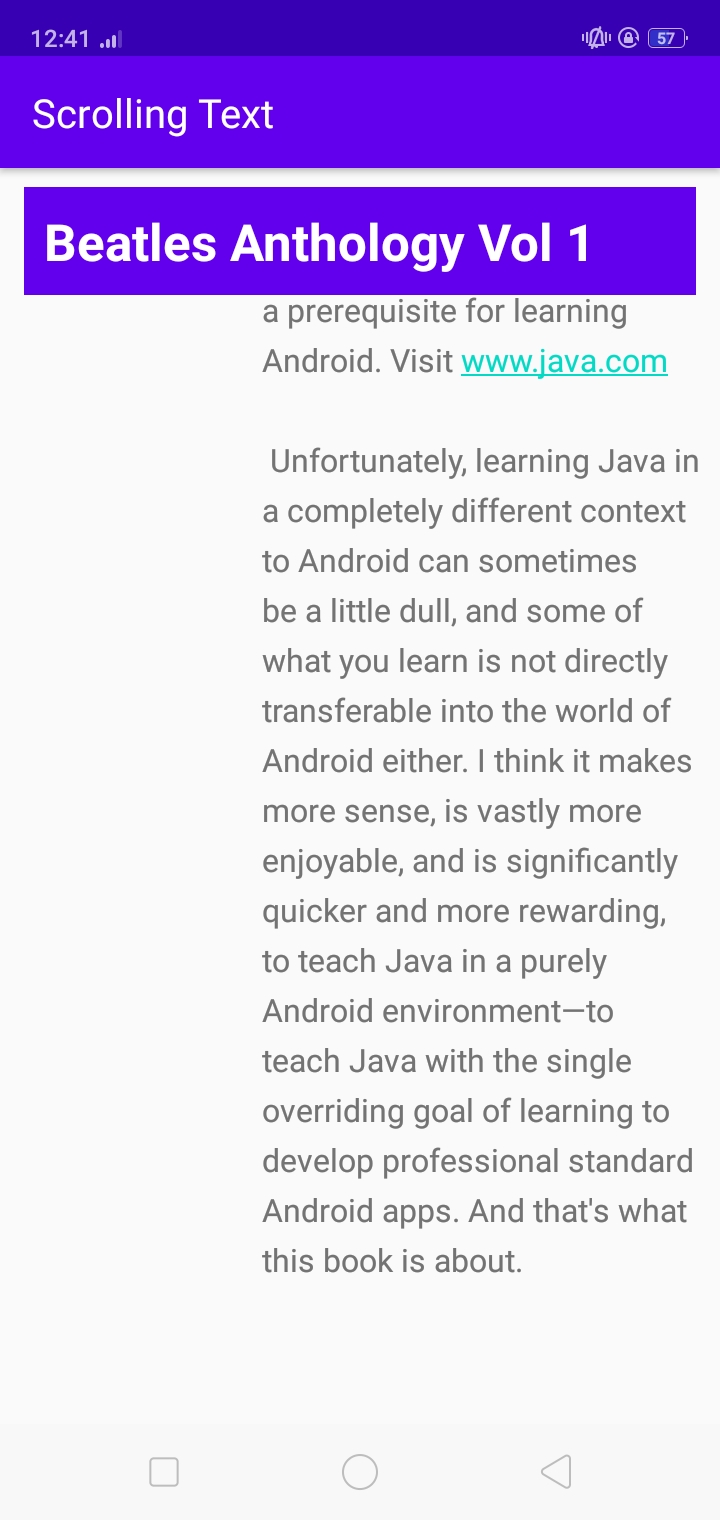 12:41
57
Scrolling Text
Beatles Anthology Vol 1
a prerequisite for learning
Android. Visit www.java.com
Unfortunately, learning Java in
a completely different context
to Android can sometimes
be a little dull, and some of
what you learn is not directly
transferable into the world of
Android either. I think it makes
more sense, is vastly more
enjoyable, and is significantly
quicker and more rewarding,
to teach Java in a purely
Android environment—to
teach Java with the single
overriding goal of learning to
develop professional standard
Android apps. And that's what
this book is about.